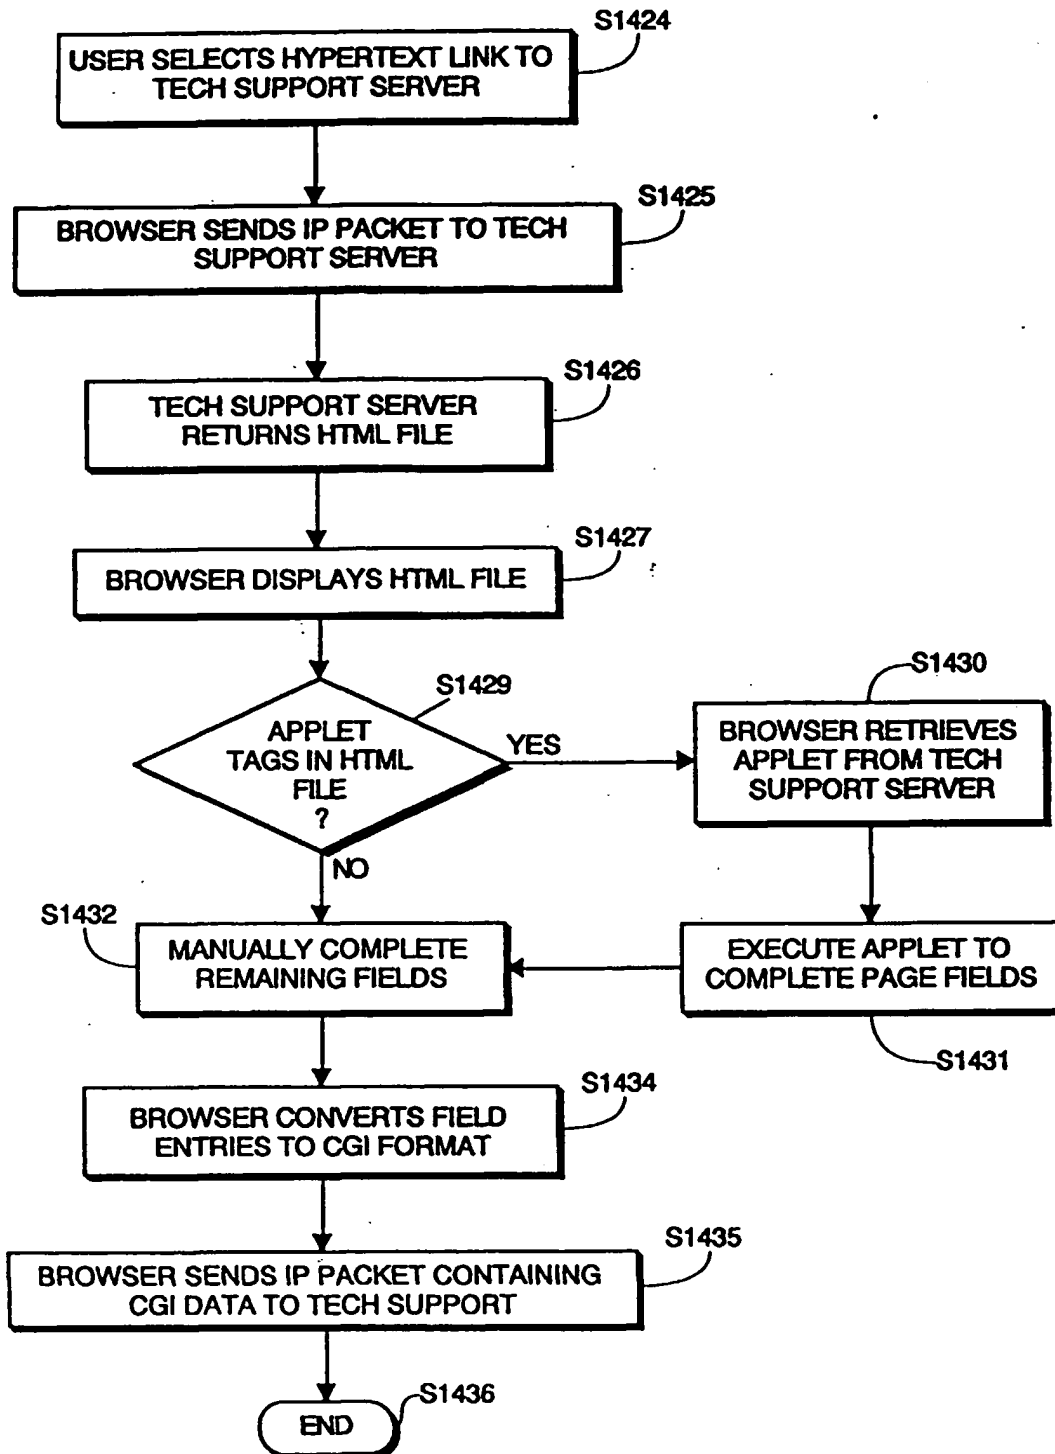 S1424
USER SELECTS HYPERTEXT LINK TO
TECH SUPPORT SERVER
S1425
BROWSER SENDS IP PACKET TO TECH
SUPPORT SERVER
S1426
TECH SUPPORT SERVER
RETURNS HTML FILE
S1427
BROWSER DISPLAYS HTML FILE
S1429
APPLET
TAGS IN HTML
FILE
?
YES
NO
S1430
BROWSER RETRIEVES
APPLET FROM TECH
SUPPORT SERVER
S1432
MANUALLY COMPLETE
REMAINING FIELDS
EXECUTE APPLET TO
COMPLETE PAGE FIELDS
S1431
S1434
BROWSER CONVERTS FIELD
ENTRIES TO CGI FORMAT
S1435
BROWSER SENDS IP PACKET CONTAINING
CGI DATA TO TECH SUPPORT
S1436
END